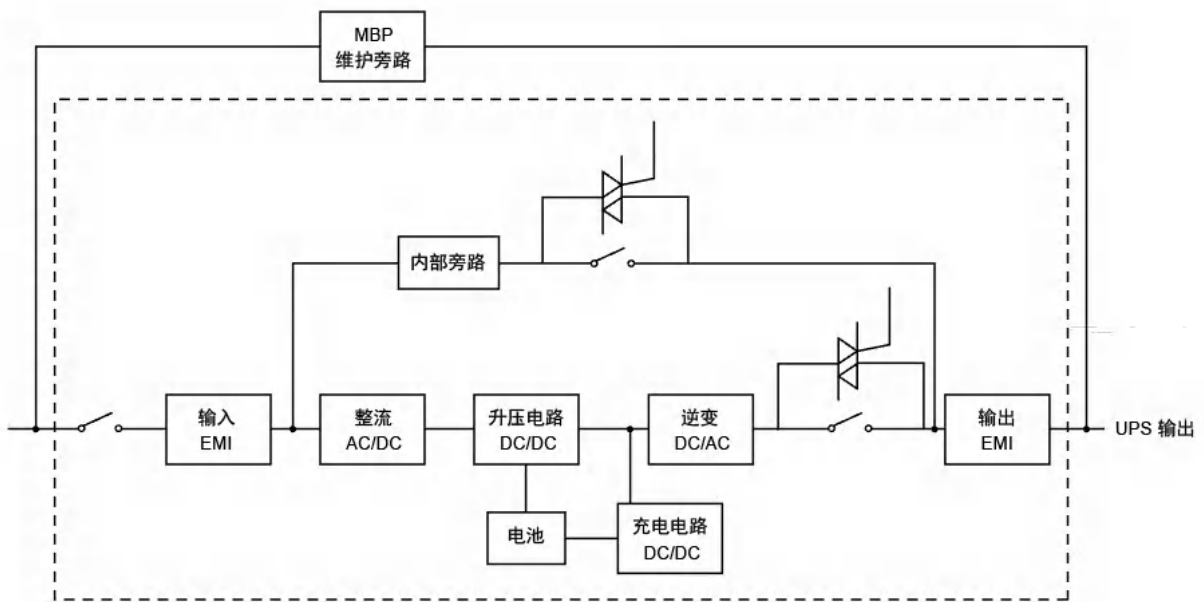 MBP
维护旁路
内部旁路
输入
EMI
整流
AC/DC
升压电路
DC/DC
逆变
DC/AC
输出
EMI
UPS 输出
电池
充电电路
DC/DC